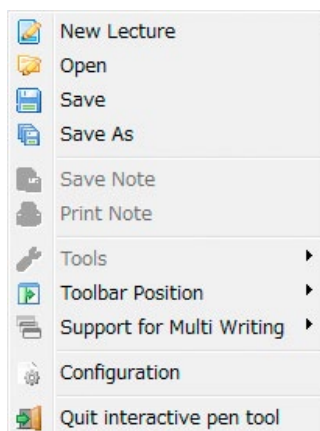 New Lecture
Open
Save
Save As
Save Note
Print Note
Tools
Toolbar Position
Support for Multi Writing
Configuration
Quit interactive pen tool